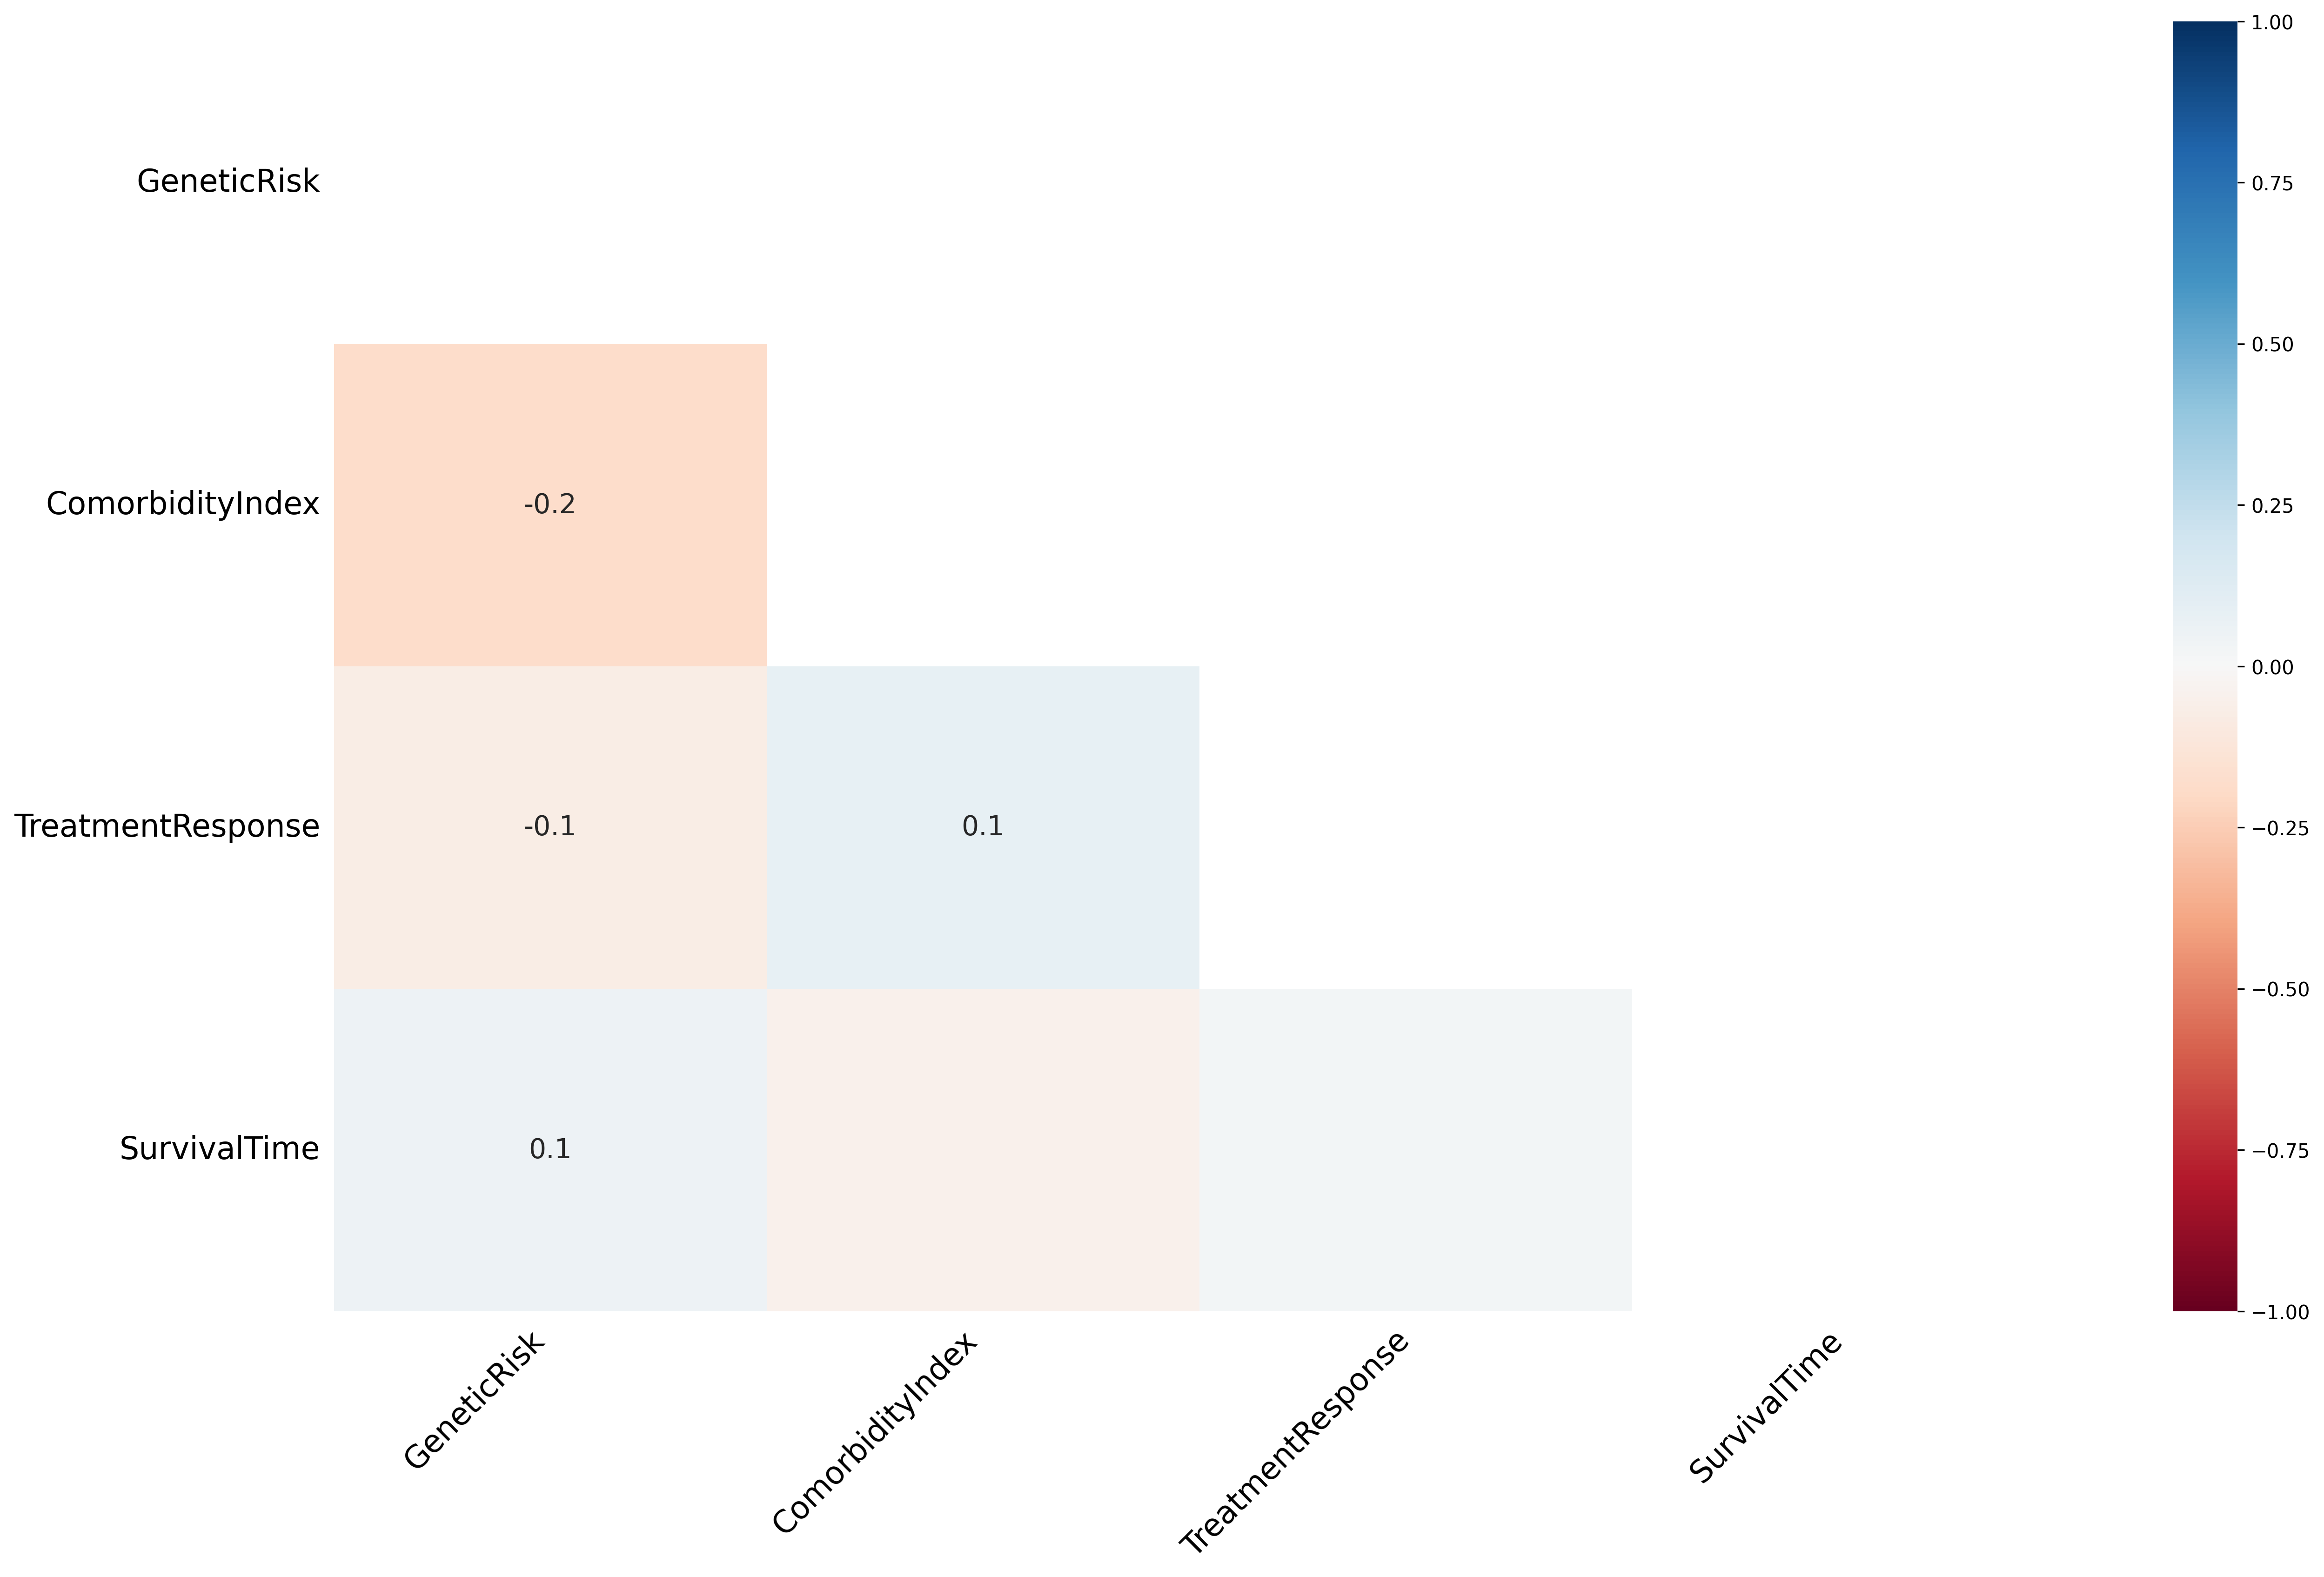 GeneticRisk
ComorbidityIndex
-0.2
TreatmentResponse
-0.1
0.1
SurvivalTime
0.1
GeneticRisk
ComorbidityIndex
TreatmentResponse
SurvivalTime
1.00
0.75
0.50
0.25
0.00
−0.25
−0.50
−0.75
−1.00